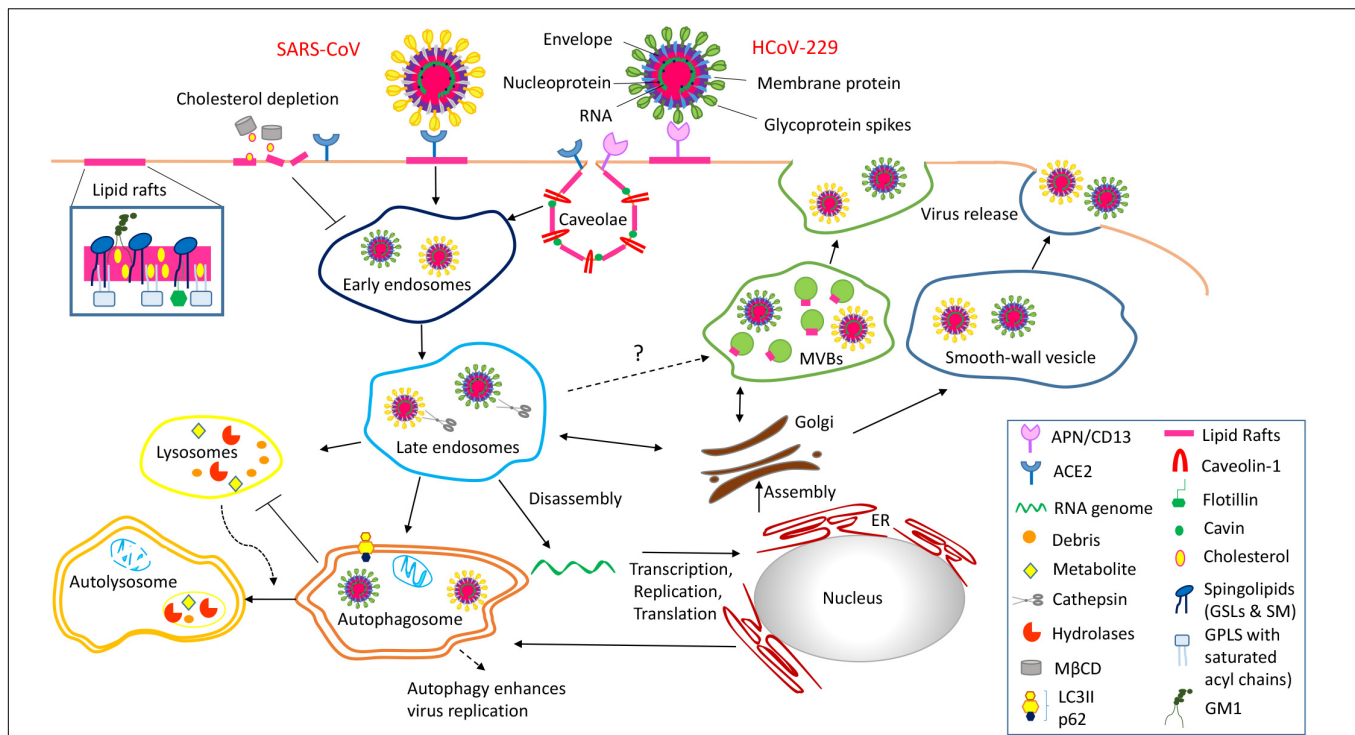 SARS-CoV
HCoV-229
Envelope
Nucleoprotein
RNA
Membrane protein
Glycoprotein spikes
Cholesterol depletion
Lipid rafts
Caveolae
Virus release
Early endosomes
?
MVBs
Smooth-wall vesicle
Late endosomes
Golgi
Lysosomes
Disassembly
Assembly
ER
Autolysosome
Autophagosome
Transcription,
Replication,
Translation
Nucleus
Autophagy enhances
virus replication
APN/CD13
ACE2
RNA genome
Debris
Metabolite
Cathepsin
Hydrolases
MβCD
LC3II
p62
Lipid Rafts
Caveolin-1
Flotillin
Cavin
Cholesterol
Spingolipids
(GSLs & SM)
GPLS with
saturated
acyl chains)
GM1